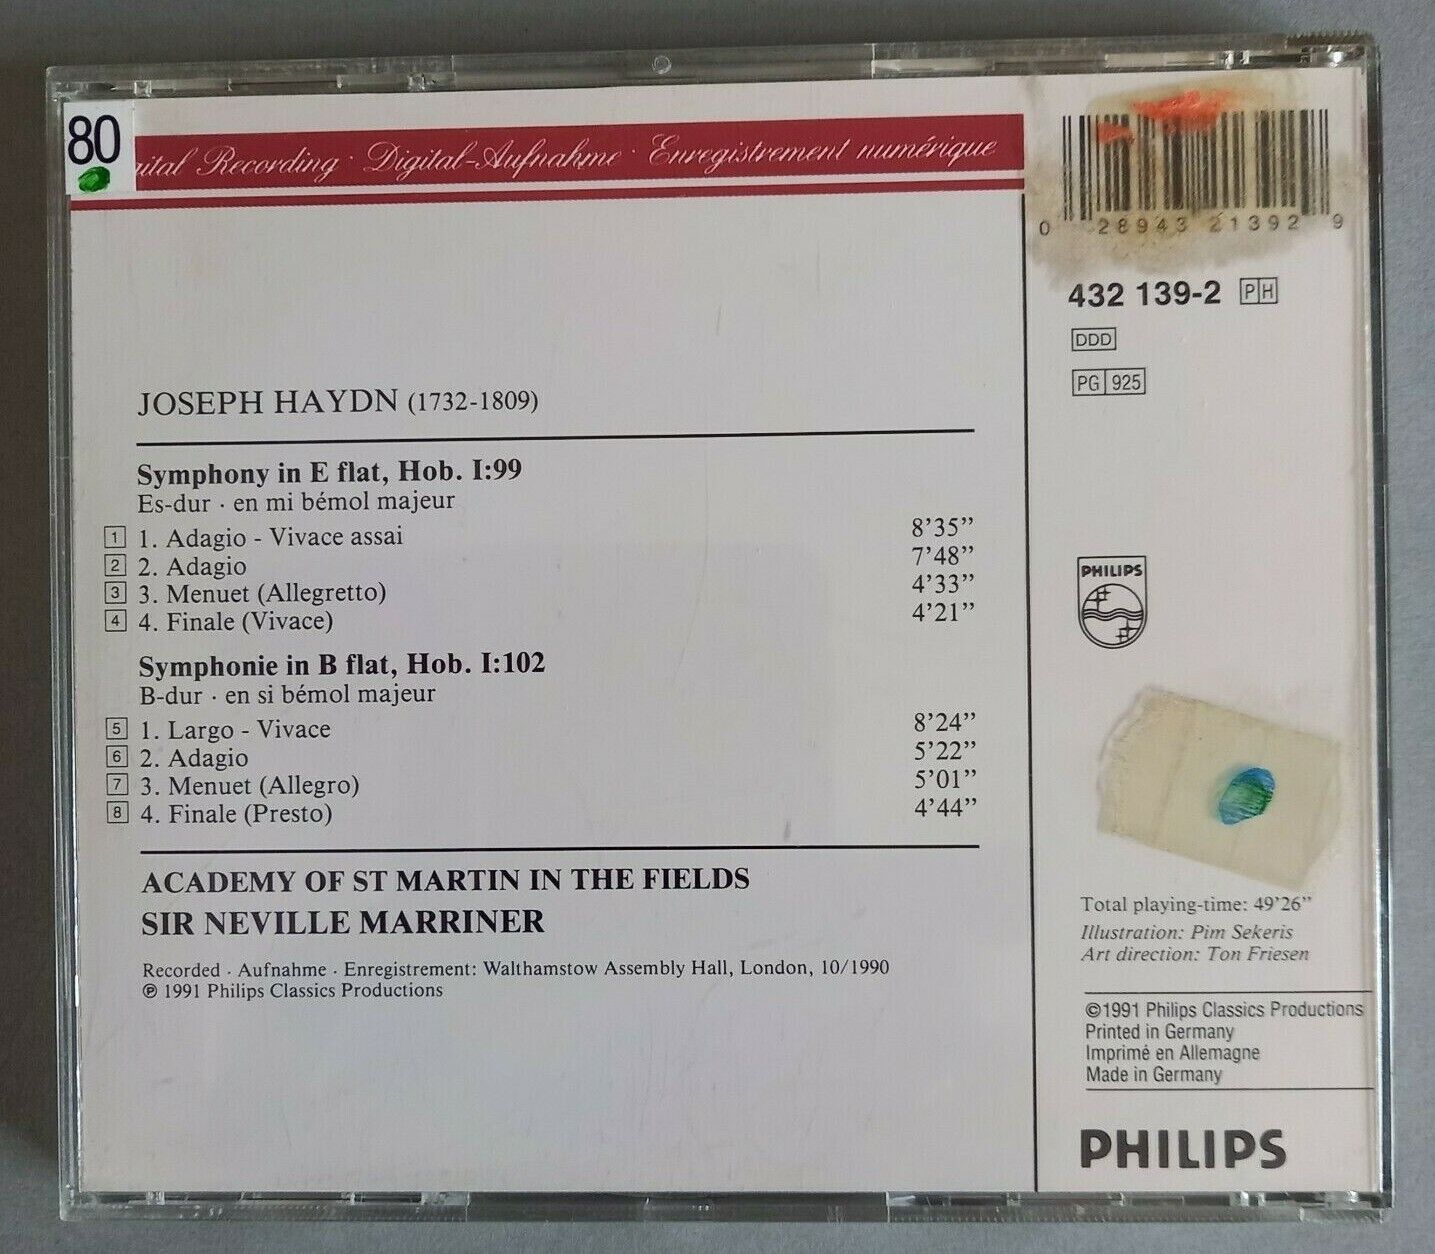 80
ital Recording · Digital-Aufnahme · Enregistrement numérique
0 28943 21392 9
432 139-2 PH
DDD
PG 925
JOSEPH HAYDN (1732-1809)
Symphony in E flat, Hob. I:99
Es-dur · en mi bémol majeur
1 1. Adagio - Vivace assai 8’35”
2 2. Adagio 7’48”
3 3. Menuet (Allegretto) 4’33”
4 4. Finale (Vivace) 4’21”
Symphonie in B flat, Hob. I:102
B-dur · en si bémol majeur
5 1. Largo - Vivace 8’24”
6 2. Adagio 5’22”
7 3. Menuet (Allegro) 5’01”
8 4. Finale (Presto) 4’44”
ACADEMY OF ST MARTIN IN THE FIELDS
SIR NEVILLE MARRINER
Recorded · Aufnahme · Enregistrement: Walthamstow Assembly Hall, London, 10/1990
℗ 1991 Philips Classics Productions
PHILIPS
Total playing-time: 49’26”
Illustration: Pim Sekeris
Art direction: Ton Friesen
©1991 Philips Classics Productions
Printed in Germany
Imprimé en Allemagne
Made in Germany
PHILIPS